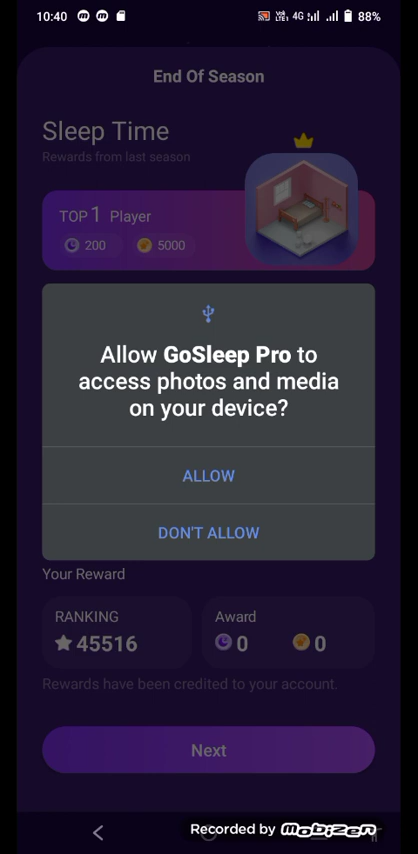 10:40
4G
88%
End Of Season
Sleep Time
Rewards from last season
TOP 1 Player
200
5000
Allow GoSleep Pro to
access photos and media
on your device?
ALLOW
DON'T ALLOW
Your Reward
RANKING
45516
Award
0
0
Rewards have been credited to your account.
Next
Recorded by MOBIZEN